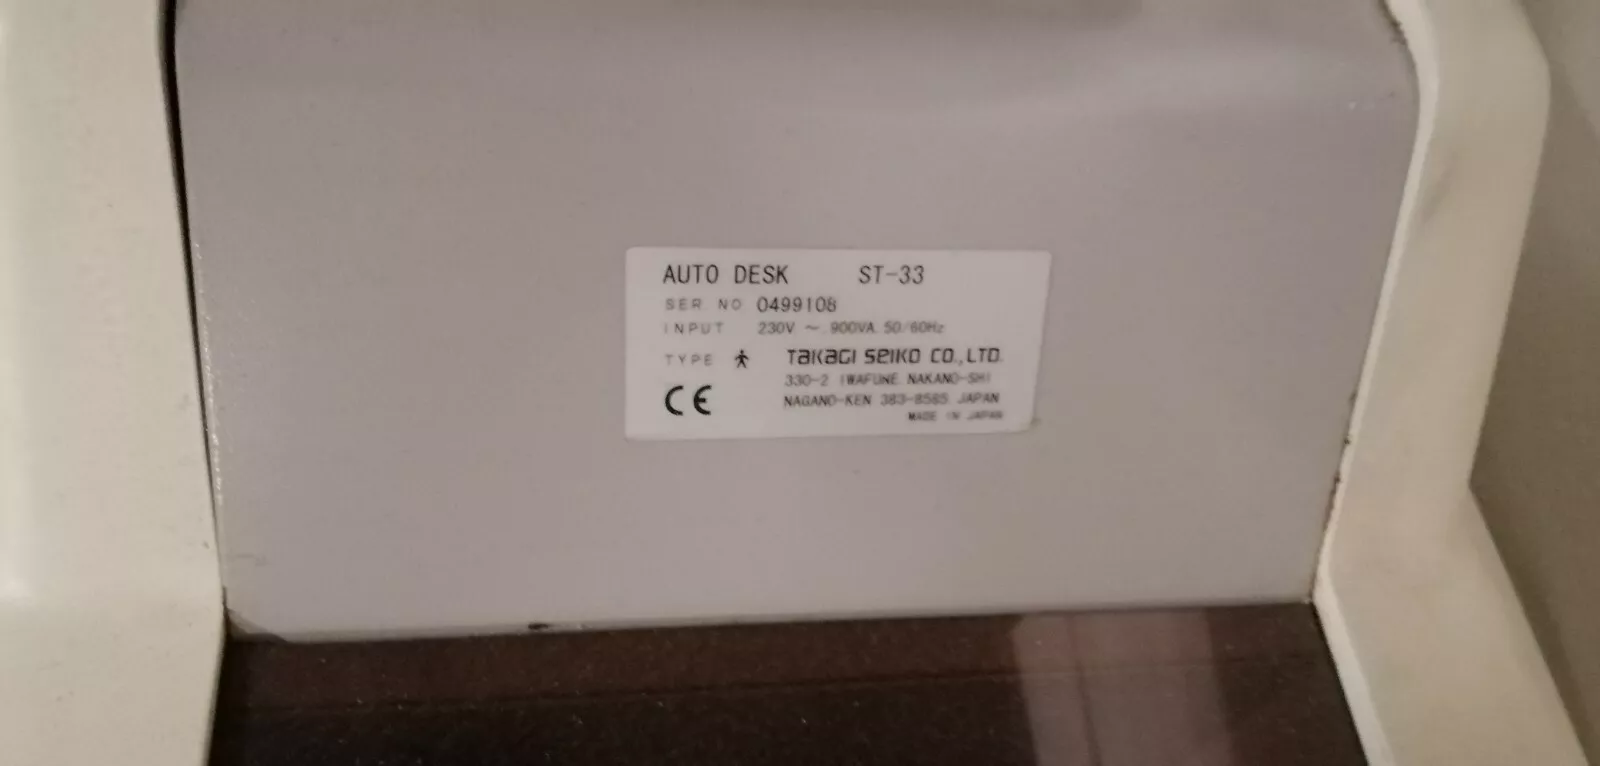 AUTO DESK ST-33
SER. NO 0499108
INPUT 230V ～ 900VA 50/60Hz
TYPE TAKAGI SEIKO CO.,LTD.
330-2 IWAFUNE NAKANO-SHI
CE NAGANO-KEN 383-8585 JAPAN
MADE IN JAPAN